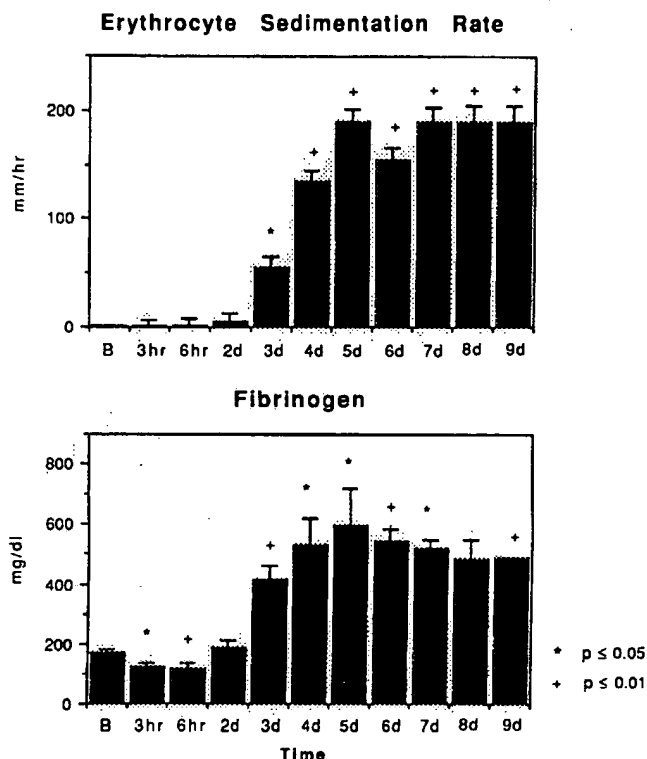 Erythrocyte Sedimentation Rate
mm/hr
200
100
0
B 3hr 6hr 2d 3d 4d 5d 6d 7d 8d 9d
* + + + + + +
Fibrinogen
mg/dl
800
600
400
200
0
* + + * * + * +
B 3hr 6hr 2d 3d 4d 5d 6d 7d 8d 9d
Time
* p ≤ 0.05
+ p ≤ 0.01